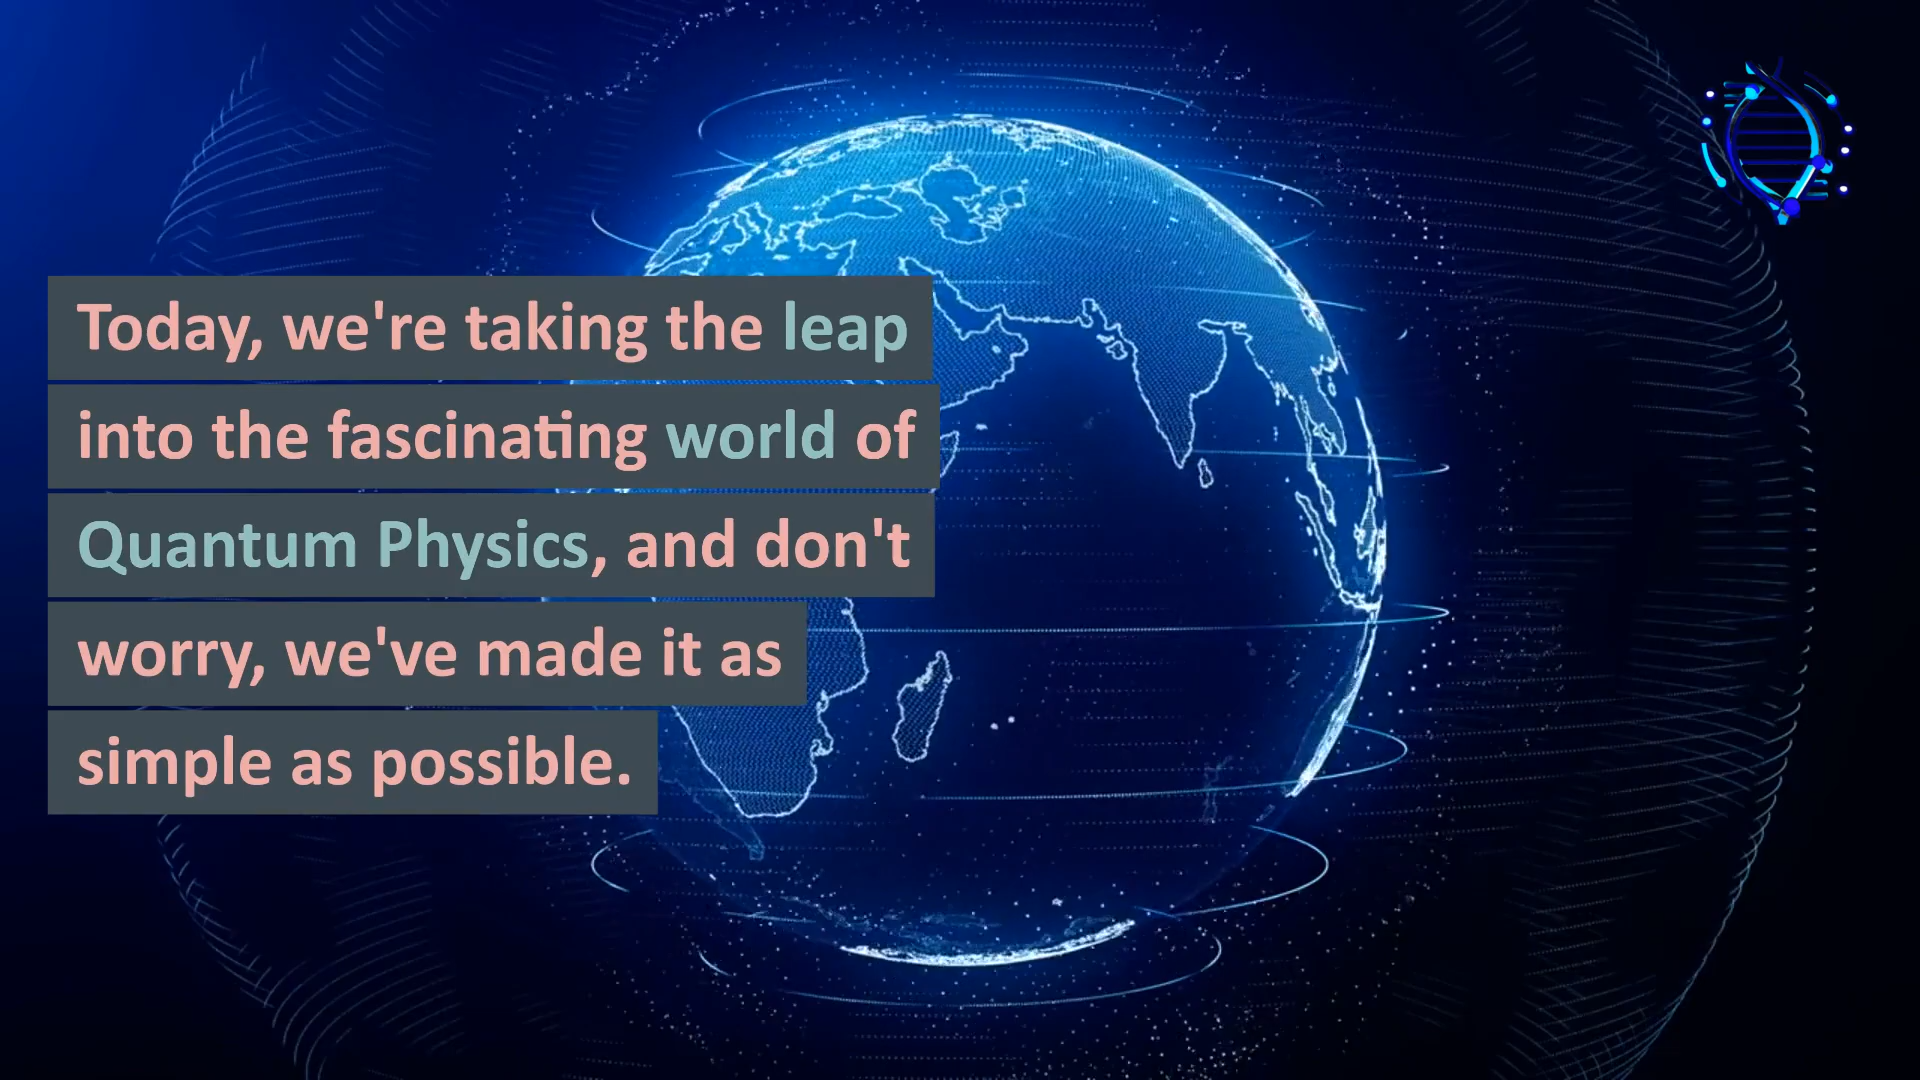 Today, we're taking the leap
into the fascinating world of
Quantum Physics, and don't
worry, we've made it as
simple as possible.